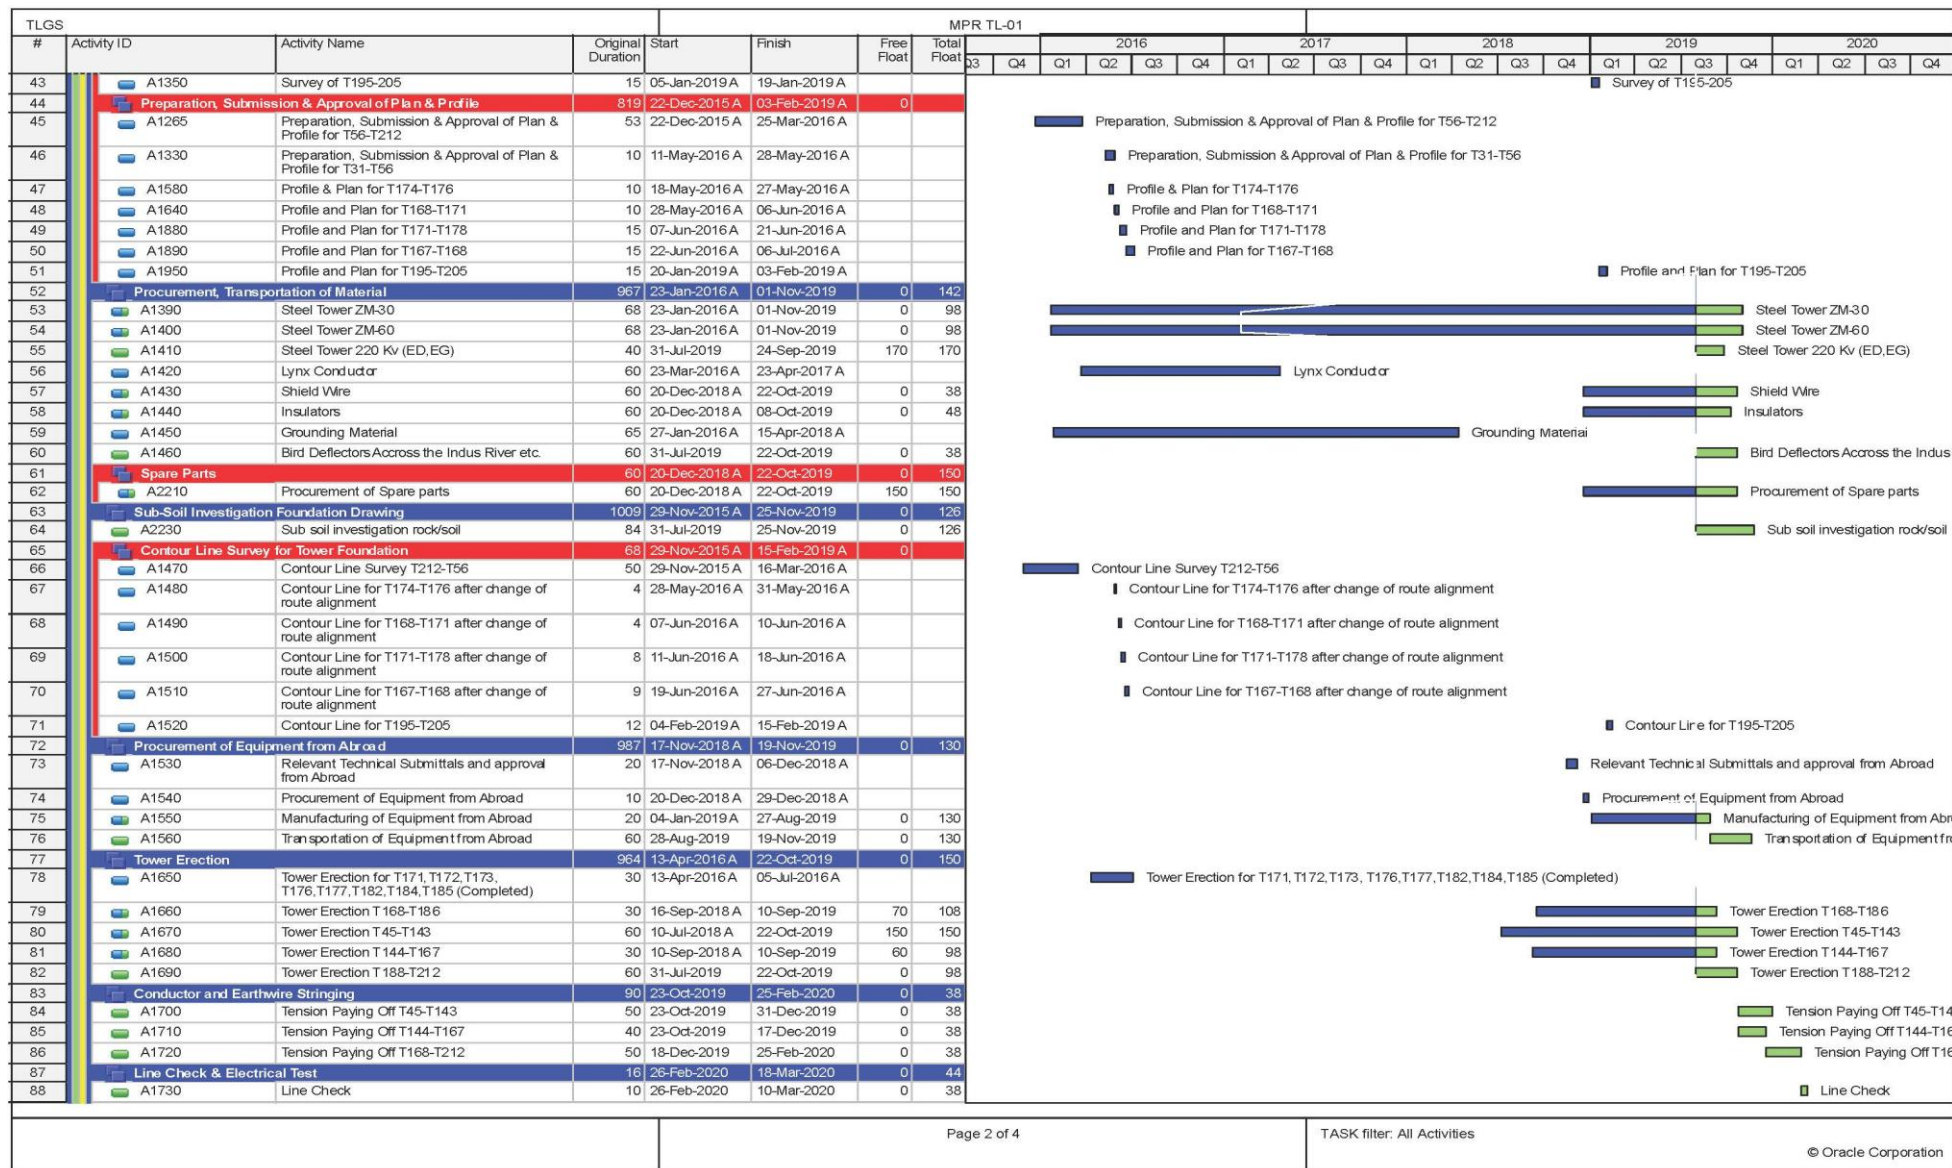 TLGS MPR TL-01
# Activity ID Activity Name Original Duration Start Finish Free Float Total Float 2016 2017 2018 2019 2020
Q3 Q4 Q1 Q2 Q3 Q4 Q1 Q2 Q3 Q4 Q1 Q2 Q3 Q4 Q1 Q2 Q3 Q4 Q1 Q2 Q3 Q4
43 A1350 Survey of T195-205 15 05-Jan-2019 A 19-Jan-2019 A Survey of T195-205
44 Preparation, Submission & Approval of Plan & Profile 819 22-Dec-2015 A 03-Feb-2019 A 0
45 A1265 Preparation, Submission & Approval of Plan & Profile for T56-T212 53 22-Dec-2015 A 25-Mar-2016 A Preparation, Submission & Approval of Plan & Profile for T56-T212
46 A1330 Preparation, Submission & Approval of Plan & Profile for T31-T56 10 11-May-2016 A 28-May-2016 A Preparation, Submission & Approval of Plan & Profile for T31-T56
47 A1580 Profile & Plan for T174-T176 10 18-May-2016 A 27-May-2016 A Profile & Plan for T174-T176
48 A1640 Profile and Plan for T168-T171 10 28-May-2016 A 06-Jun-2016 A Profile and Plan for T168-T171
49 A1880 Profile and Plan for T171-T178 15 07-Jun-2016 A 21-Jun-2016 A Profile and Plan for T171-T178
50 A1890 Profile and Plan for T167-T168 15 22-Jun-2016 A 06-Jul-2016 A Profile and Plan for T167-T168
51 A1950 Profile and Plan for T195-T205 15 20-Jan-2019 A 03-Feb-2019 A Profile and Plan for T195-T205
52 Procurement, Transportation of Material 967 23-Jan-2016 A 01-Nov-2019 0 142
53 A1390 Steel Tower ZM-30 68 23-Jan-2016 A 01-Nov-2019 0 98 Steel Tower ZM-30
54 A1400 Steel Tower ZM-60 68 23-Jan-2016 A 01-Nov-2019 0 98 Steel Tower ZM-60
55 A1410 Steel Tower 220 Kv (ED,EG) 40 31-Jul-2019 24-Sep-2019 170 170 Steel Tower 220 Kv (ED,EG)
56 A1420 Lynx Conductor 60 23-Mar-2016 A 23-Apr-2017 A Lynx Conductor
57 A1430 Shield Wire 60 20-Dec-2018 A 22-Oct-2019 0 38 Shield Wire
58 A1440 Insulators 60 20-Dec-2018 A 08-Oct-2019 0 48 Insulators
59 A1450 Grounding Material 65 27-Jan-2016 A 15-Apr-2018 A Grounding Material
60 A1460 Bird Deflectors Accross the Indus River etc. 60 31-Jul-2019 22-Oct-2019 0 38 Bird Deflectors Accross the Indus
61 Spare Parts 60 20-Dec-2018 A 22-Oct-2019 0 150
62 A2210 Procurement of Spare parts 60 20-Dec-2018 A 22-Oct-2019 150 150 Procurement of Spare parts
63 Sub-Soil Investigation Foundation Drawing 1009 29-Nov-2015 A 25-Nov-2019 0 126
64 A2230 Sub soil investigation rock/soil 84 31-Jul-2019 25-Nov-2019 0 126 Sub soil investigation rock/soil
65 Contour Line Survey for Tower Foundation 68 29-Nov-2015 A 15-Feb-2019 A 0
66 A1470 Contour Line Survey T212-T56 50 29-Nov-2015 A 16-Mar-2016 A Contour Line Survey T212-T56
67 A1480 Contour Line for T174-T176 after change of route alignment 4 28-May-2016 A 31-May-2016 A Contour Line for T174-T176 after change of route alignment
68 A1490 Contour Line for T168-T171 after change of route alignment 4 07-Jun-2016 A 10-Jun-2016 A Contour Line for T168-T171 after change of route alignment
69 A1500 Contour Line for T171-T178 after change of route alignment 8 11-Jun-2016 A 18-Jun-2016 A Contour Line for T171-T178 after change of route alignment
70 A1510 Contour Line for T167-T168 after change of route alignment 9 19-Jun-2016 A 27-Jun-2016 A Contour Line for T167-T168 after change of route alignment
71 A1520 Contour Line for T195-T205 12 04-Feb-2019 A 15-Feb-2019 A Contour Line for T195-T205
72 Procurement of Equipment from Abroad 987 17-Nov-2018 A 19-Nov-2019 0 130
73 A1530 Relevant Technical Submittals and approval from Abroad 20 17-Nov-2018 A 06-Dec-2018 A Relevant Technical Submittals and approval from Abroad
74 A1540 Procurement of Equipment from Abroad 10 20-Dec-2018 A 29-Dec-2018 A Procurement of Equipment from Abroad
75 A1550 Manufacturing of Equipment from Abroad 20 04-Jan-2019 A 27-Aug-2019 0 130 Manufacturing of Equipment from Abr
76 A1560 Transportation of Equipment from Abroad 60 28-Aug-2019 19-Nov-2019 0 130 Transportation of Equipment fr
77 Tower Erection 964 13-Apr-2016 A 22-Oct-2019 0 150
78 A1650 Tower Erection for T171,T172,T173, T176,T177,T182,T184,T185 (Completed) 30 13-Apr-2016 A 05-Jul-2016 A Tower Erection for T171,T172,T173, T176,T177,T182,T184,T185 (Completed)
79 A1660 Tower Erection T168-T186 30 16-Sep-2018 A 10-Sep-2019 70 108 Tower Erection T168-T186
80 A1670 Tower Erection T45-T143 60 10-Jul-2018 A 22-Oct-2019 150 150 Tower Erection T45-T143
81 A1680 Tower Erection T144-T167 30 10-Sep-2018 A 10-Sep-2019 60 98 Tower Erection T144-T167
82 A1690 Tower Erection T188-T212 60 31-Jul-2019 22-Oct-2019 0 98 Tower Erection T188-T212
83 Conductor and Earthwire Stringing 90 23-Oct-2019 25-Feb-2020 0 38
84 A1700 Tension Paying Off T45-T143 50 23-Oct-2019 31-Dec-2019 0 38 Tension Paying Off T45-T14
85 A1710 Tension Paying Off T144-T167 40 23-Oct-2019 17-Dec-2019 0 38 Tension Paying Off T144-T16
86 A1720 Tension Paying Off T168-T212 50 18-Dec-2019 25-Feb-2020 0 38 Tension Paying Off T16
87 Line Check & Electrical Test 16 26-Feb-2020 18-Mar-2020 0 44
88 A1730 Line Check 10 26-Feb-2020 10-Mar-2020 0 38 Line Check
Page 2 of 4 TASK filter: All Activities
© Oracle Corporation